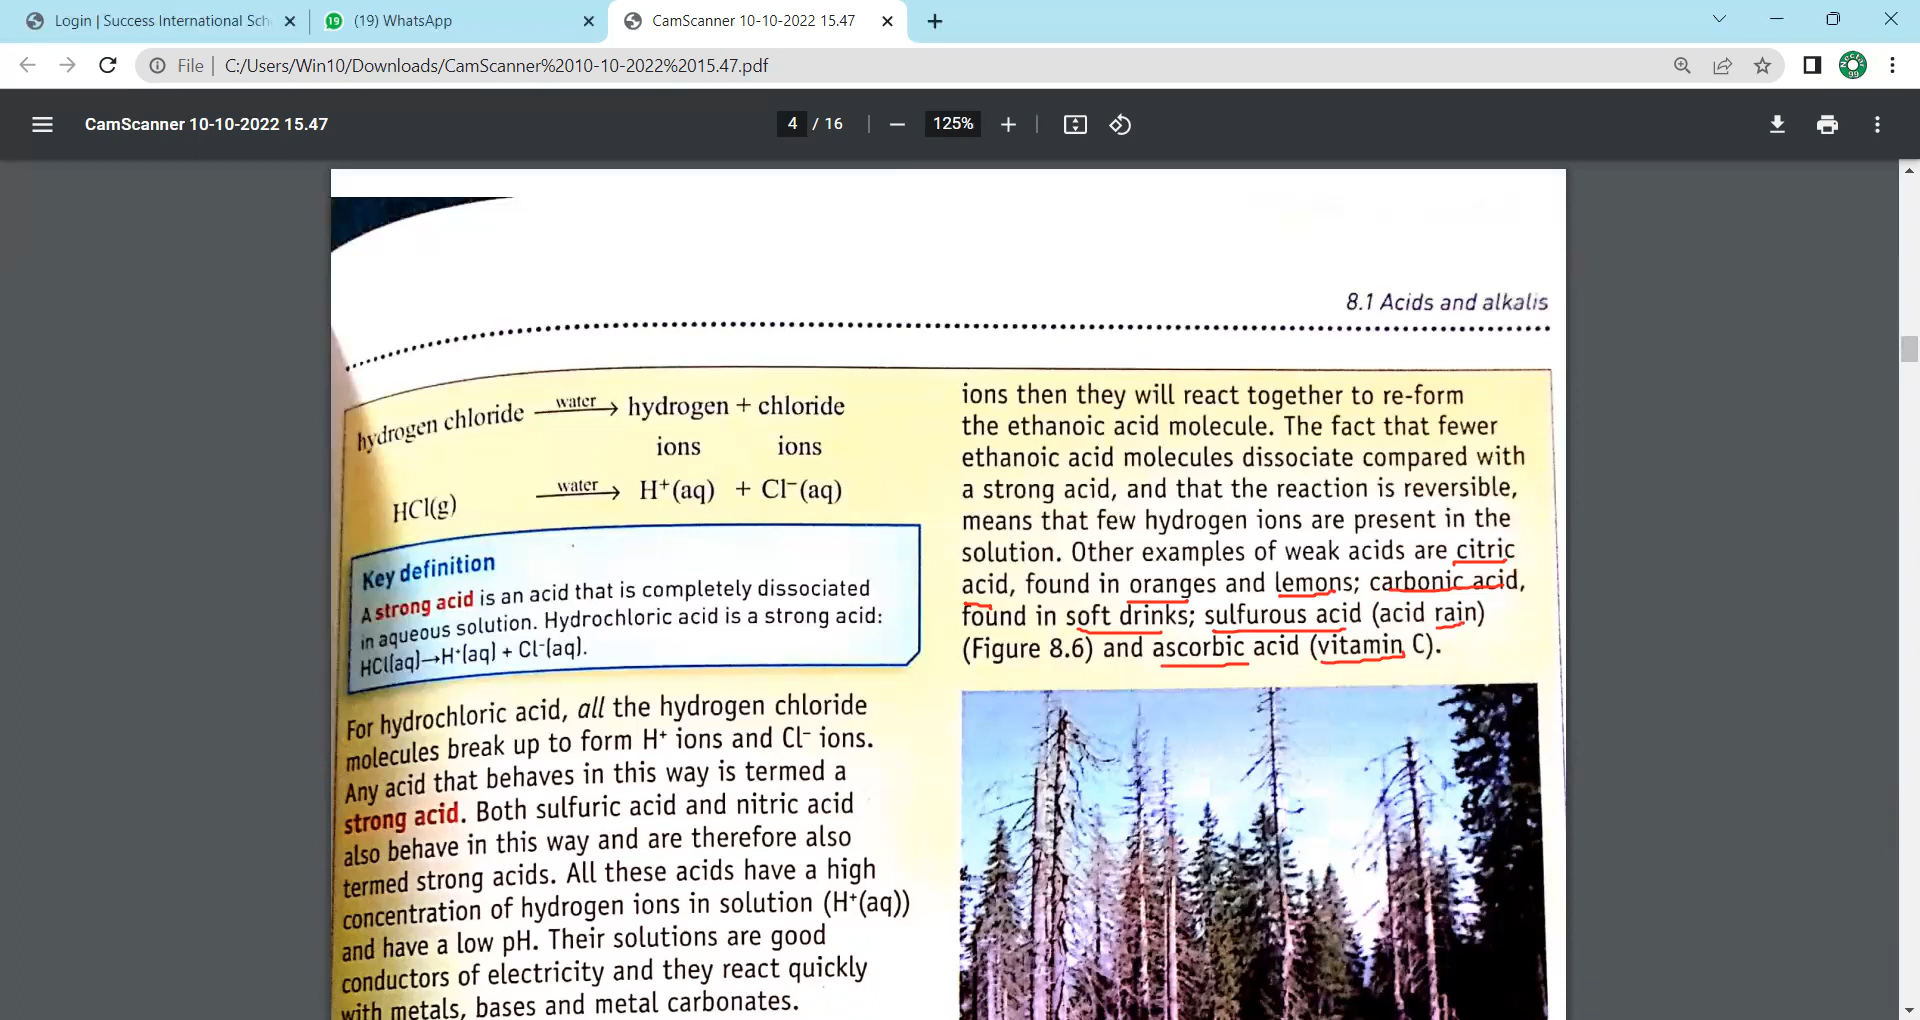 Login | Success International Sch
(19) WhatsApp
CamScanner 10-10-2022 15.47
File | C:/Users/Win10/Downloads/CamScanner%2010-10-2022%2015.47.pdf
CamScanner 10-10-2022 15.47
4 / 16
125%
8.1 Acids and alkalis
hydrogen chloride —water→ hydrogen + chloride
ions ions
HCl(g) —water→ H⁺(aq) + Cl⁻(aq)
Key definition
A strong acid is an acid that is completely dissociated
in aqueous solution. Hydrochloric acid is a strong acid:
HCl(aq)→H⁺(aq) + Cl⁻(aq).
For hydrochloric acid, all the hydrogen chloride
molecules break up to form H⁺ ions and Cl⁻ ions.
Any acid that behaves in this way is termed a
strong acid. Both sulfuric acid and nitric acid
also behave in this way and are therefore also
termed strong acids. All these acids have a high
concentration of hydrogen ions in solution (H⁺(aq))
and have a low pH. Their solutions are good
conductors of electricity and they react quickly
with metals, bases and metal carbonates.
ions then they will react together to re-form
the ethanoic acid molecule. The fact that fewer
ethanoic acid molecules dissociate compared with
a strong acid, and that the reaction is reversible,
means that few hydrogen ions are present in the
solution. Other examples of weak acids are citric
acid, found in oranges and lemons; carbonic acid,
found in soft drinks; sulfurous acid (acid rain)
(Figure 8.6) and ascorbic acid (vitamin C).